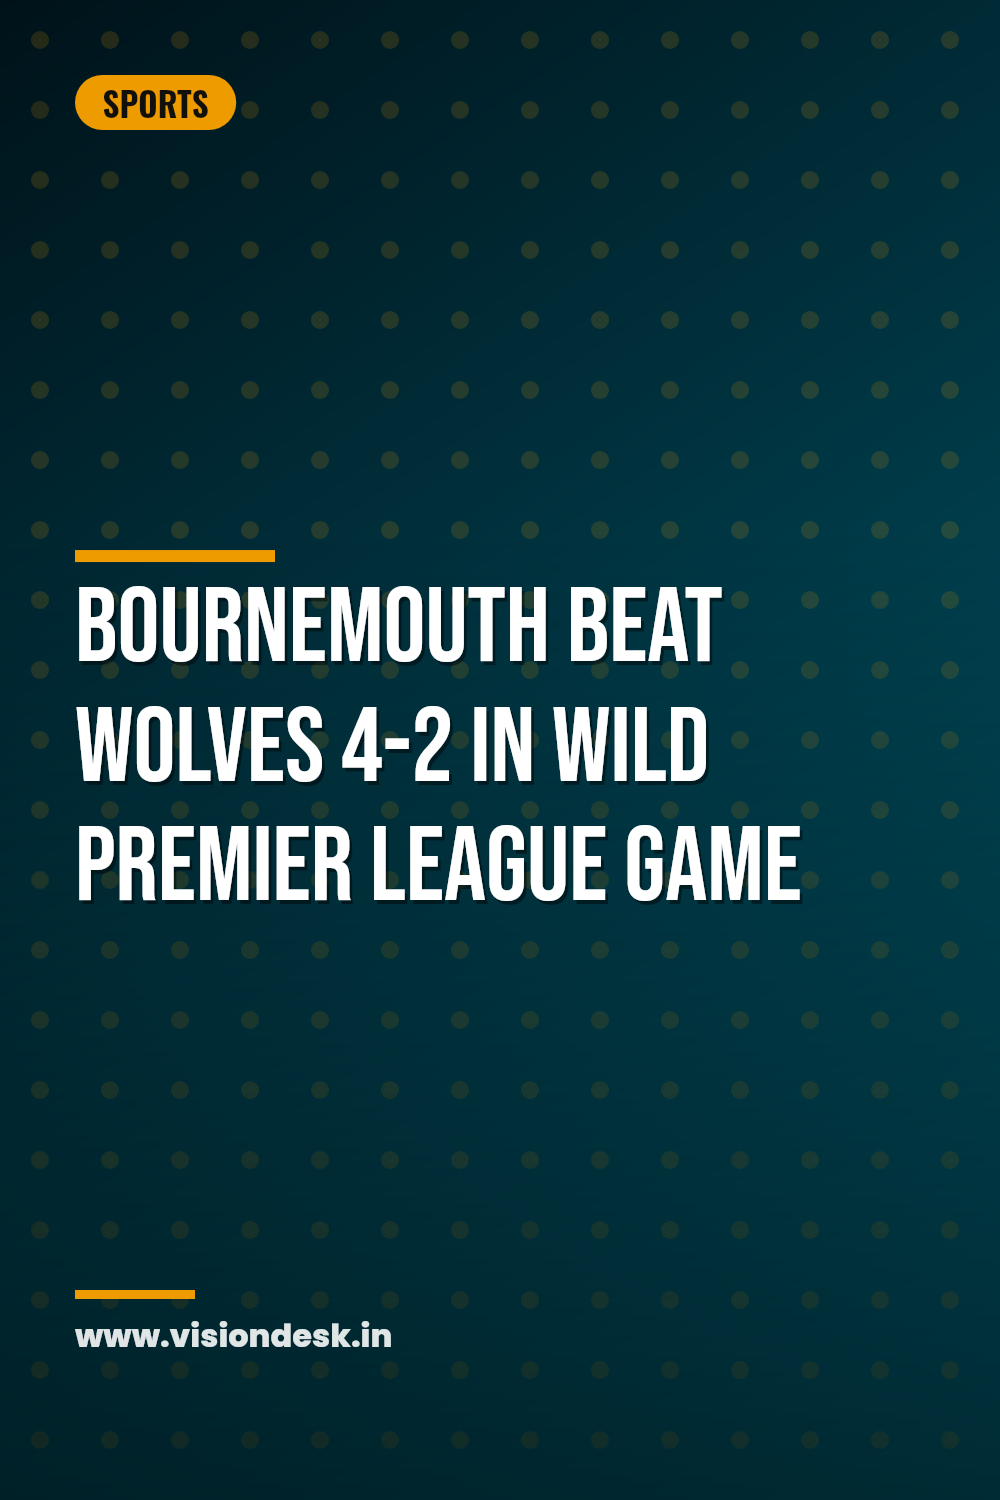 SPORTS
BOURNEMOUTH BEAT
WOLVES 4-2 IN WILD
PREMIER LEAGUE GAME
www.visiondesk.in